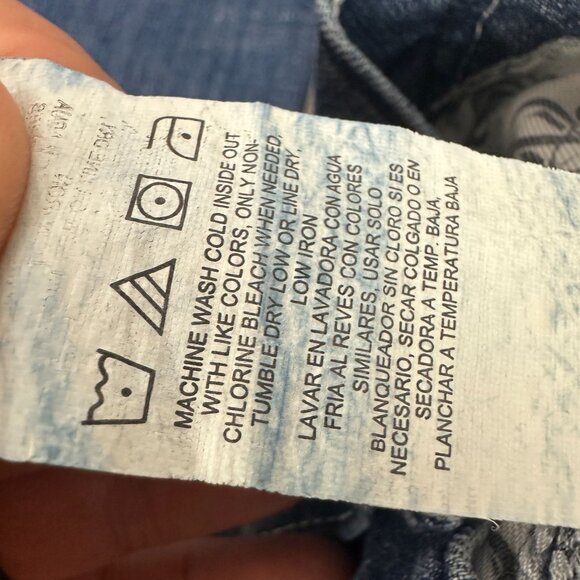 MACHINE WASH COLD INSIDE OUT
WITH LIKE COLORS, ONLY NON-
CHLORINE BLEACH WHEN NEEDED,
TUMBLE DRY LOW OR LINE DRY,
LOW IRON
LAVAR EN LAVADORA CON AGUA
FRIA AL REVES CON COLORES
SIMILARES, USAR SOLO
BLANQUEADOR SIN CLORO SI ES
NECESARIO, SECAR COLGADO O EN
SECADORA A TEMP. BAJA,
PLANCHAR A TEMPERATURA BAJA